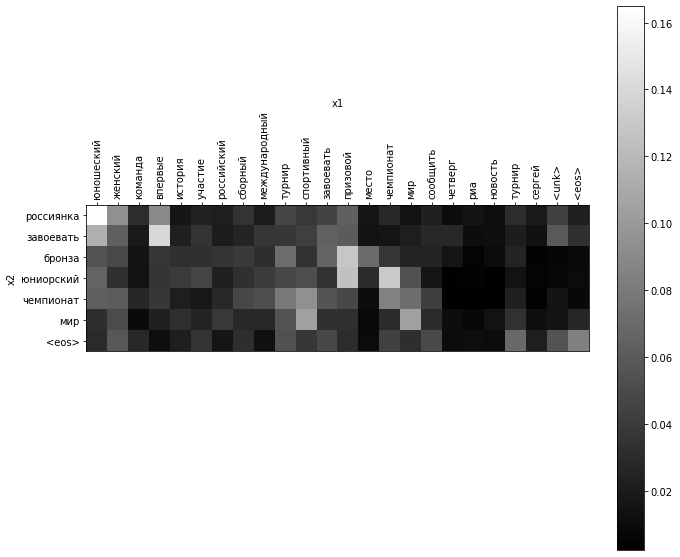 x1
юношеский
женский
команда
впервые
история
участие
российский
сборный
международный
турнир
спортивный
завоевать
призовой
место
чемпионат
мир
сообщить
четверг
риа
новость
турнир
сергей
<unk>
<eos>
x2
россиянка
завоевать
бронза
юниорский
чемпионат
мир
<eos>
0.16
0.14
0.12
0.10
0.08
0.06
0.04
0.02